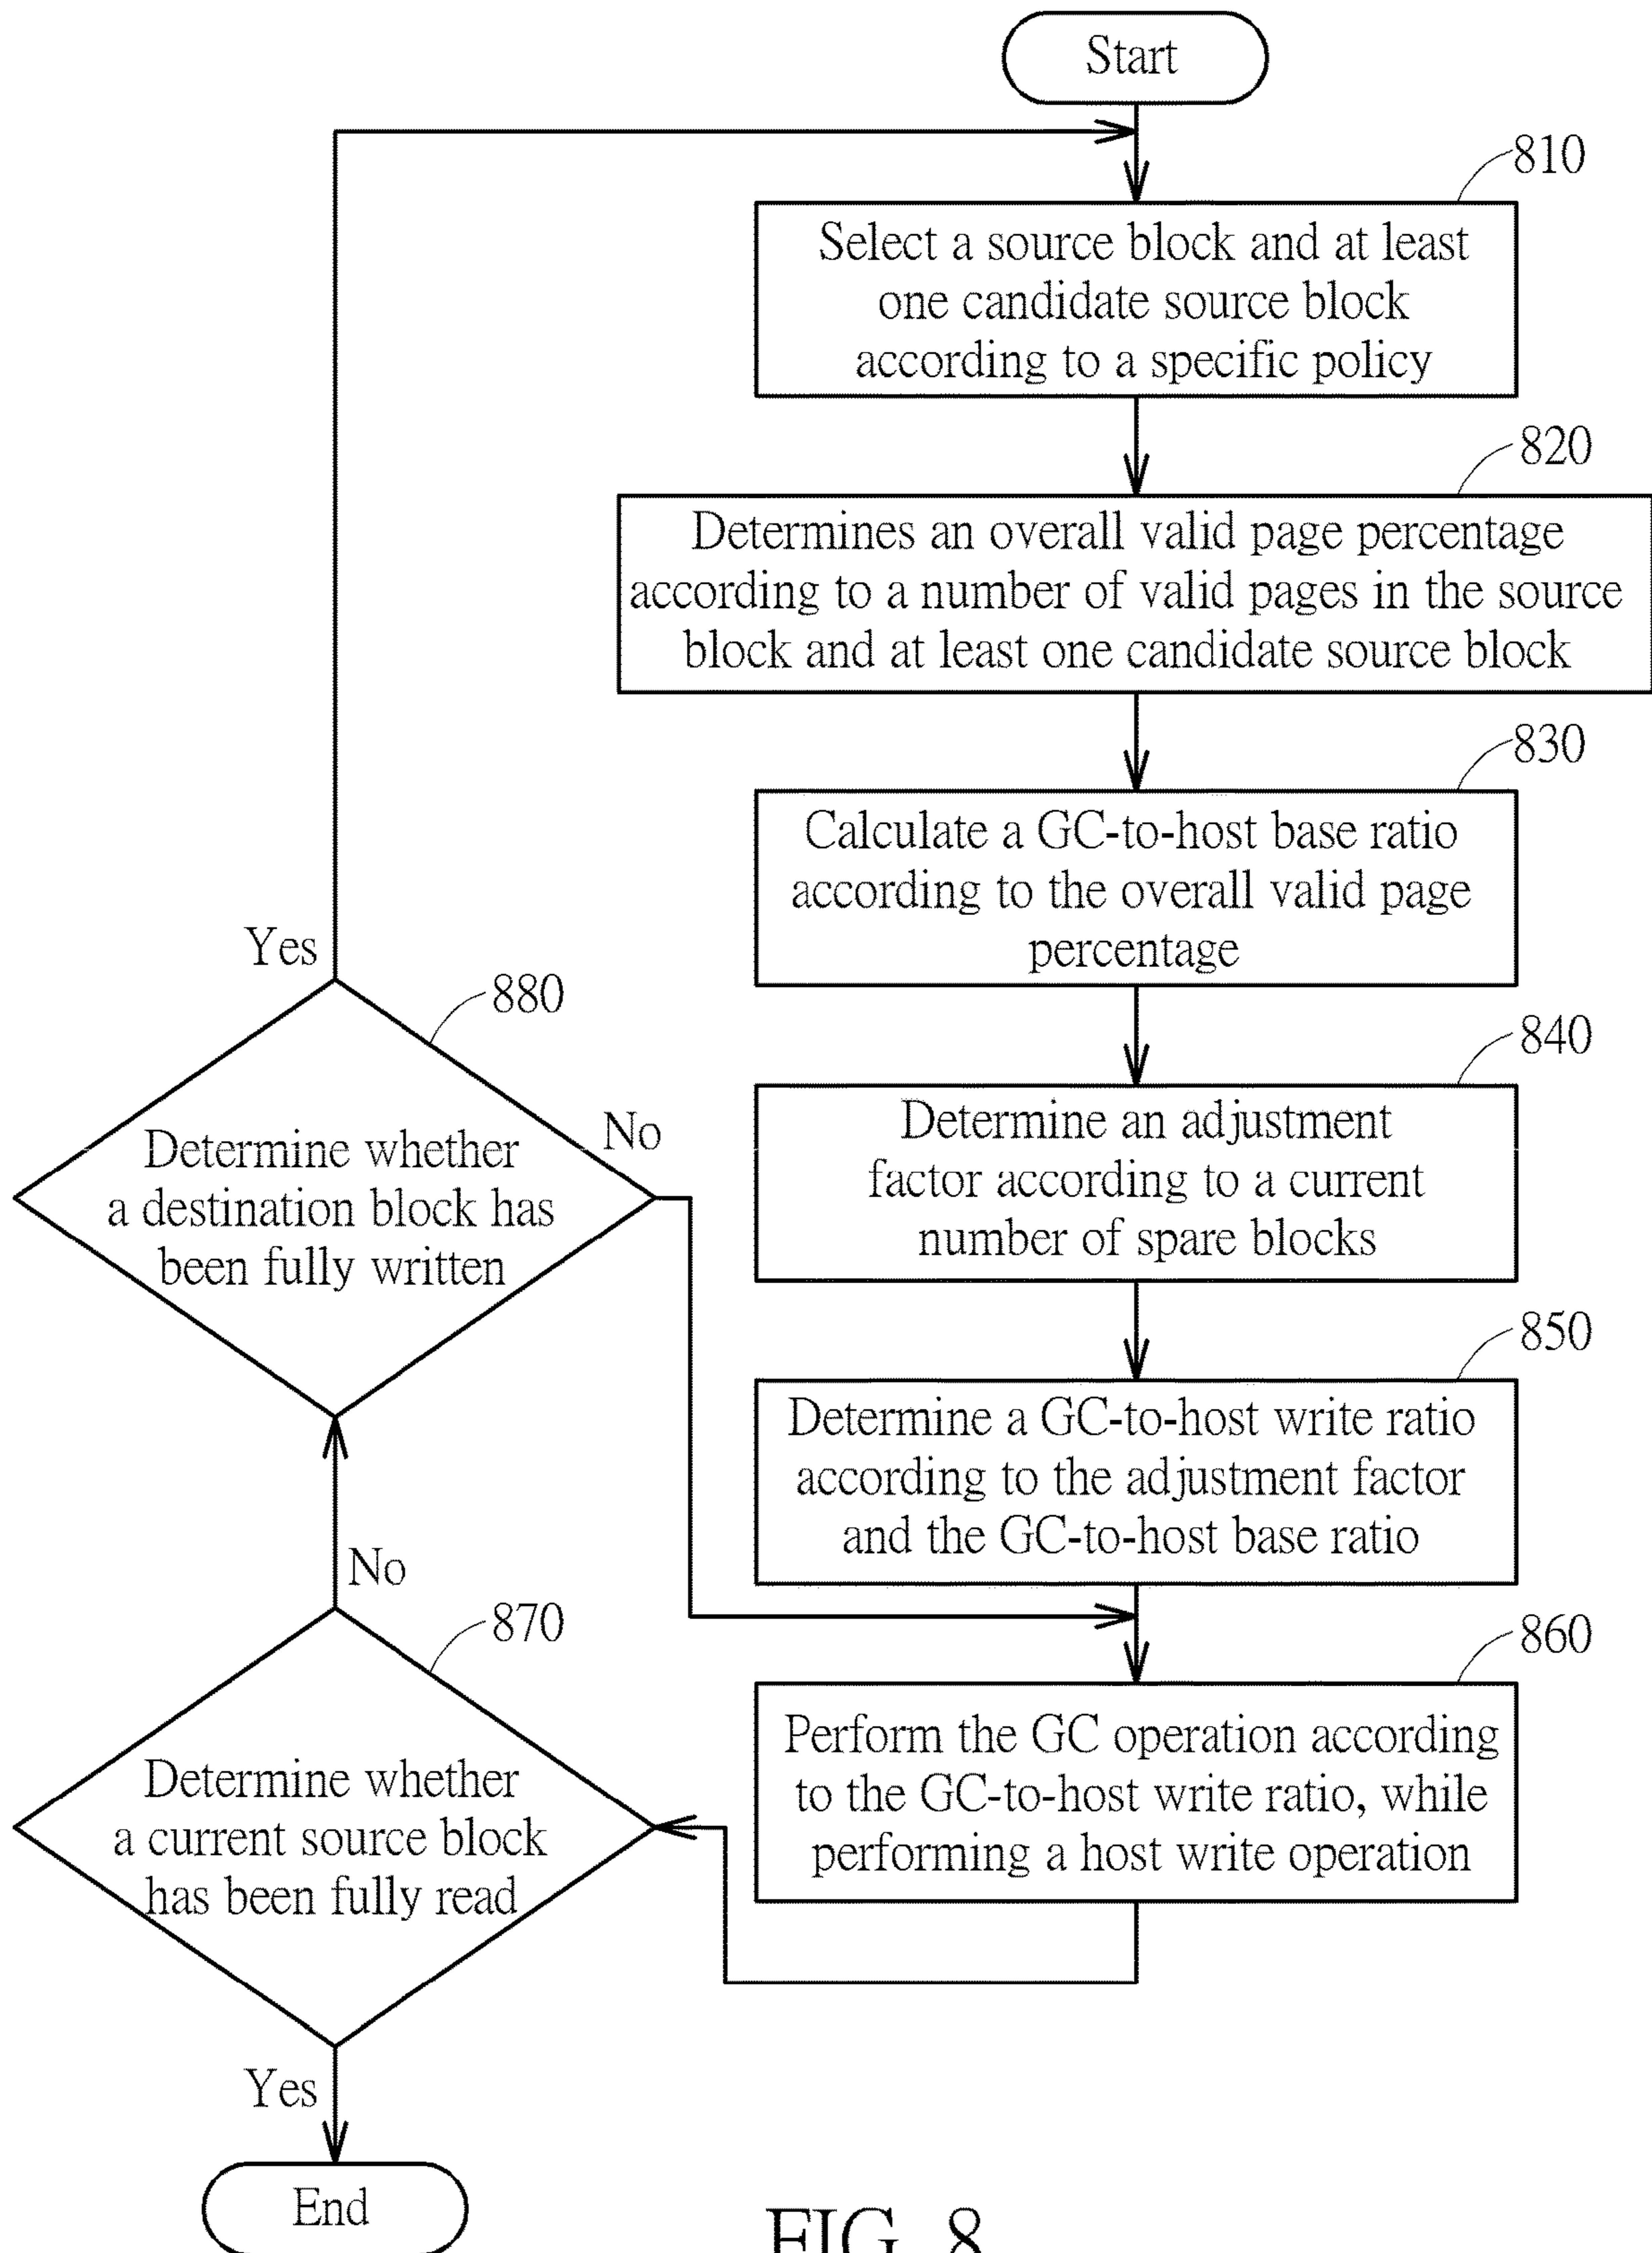 Start
810
Select a source block and at least
one candidate source block
according to a specific policy
820
Determines an overall valid page percentage
according to a number of valid pages in the source
block and at least one candidate source block
830
Calculate a GC-to-host base ratio
according to the overall valid page
percentage
840
Determine an adjustment
factor according to a current
number of spare blocks
850
Determine a GC-to-host write ratio
according to the adjustment factor
and the GC-to-host base ratio
860
Perform the GC operation according
to the GC-to-host write ratio, while
performing a host write operation
870
Determine whether
a current source block
has been fully read
No
Yes
880
Determine whether
a destination block has
been fully written
Yes
No
End
FIG. 8